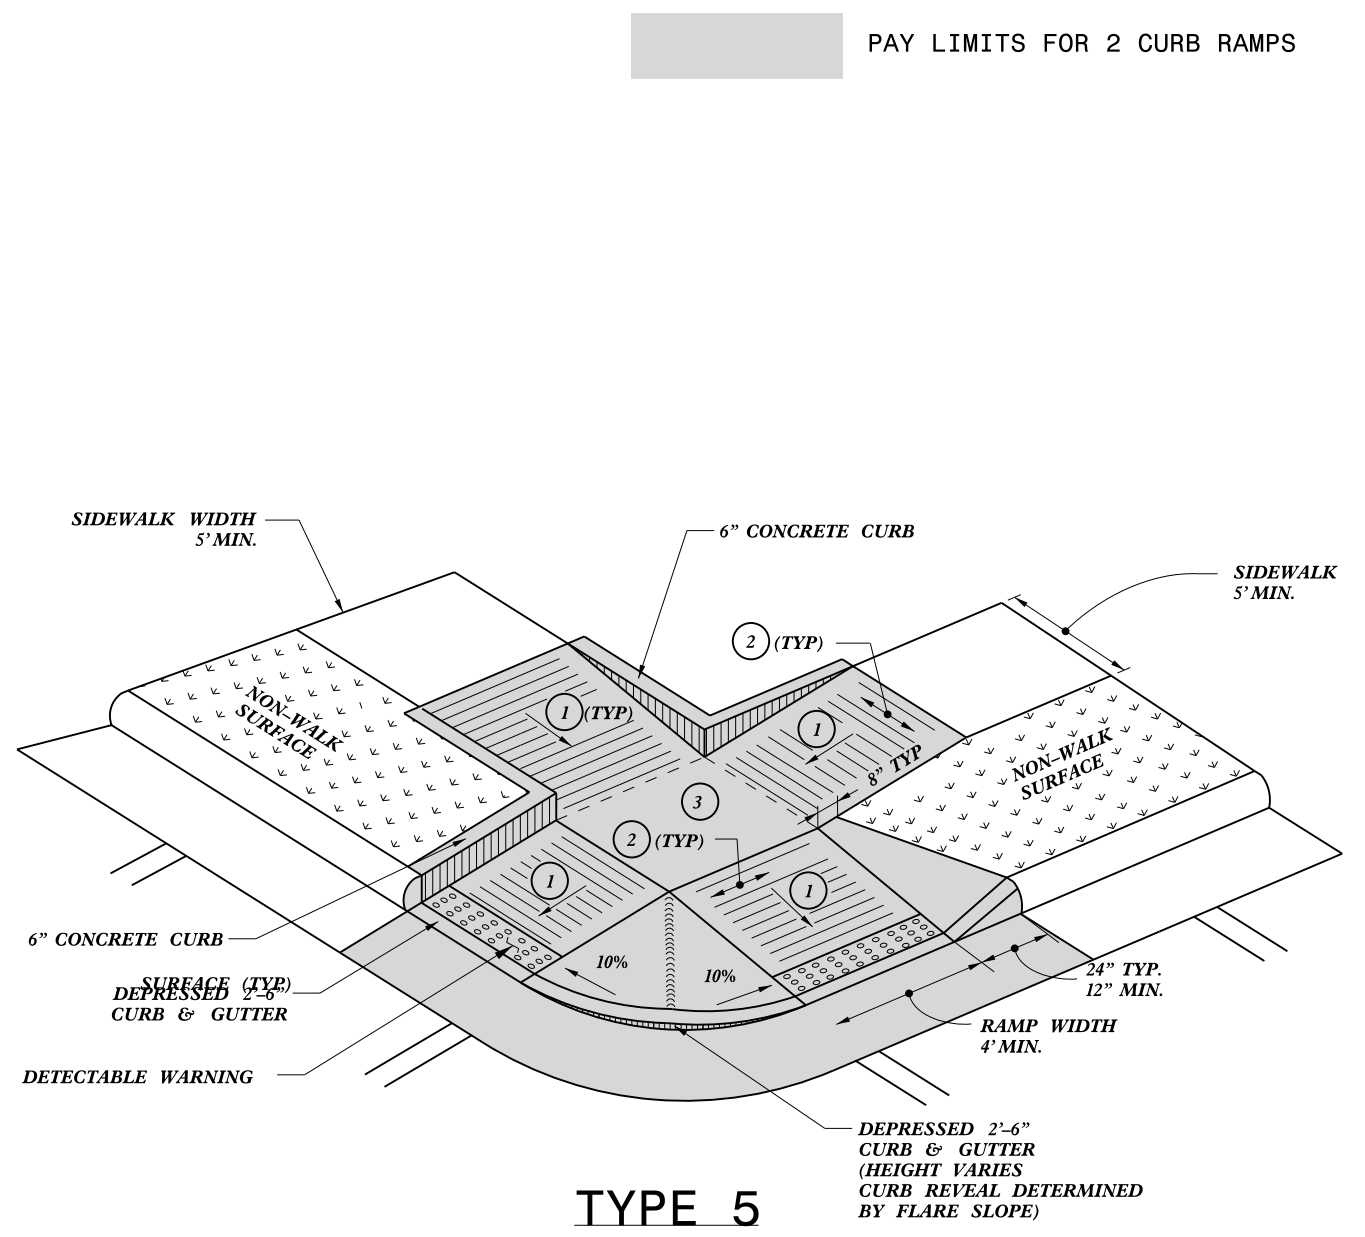 PAY LIMITS FOR 2 CURB RAMPS
SIDEWALK WIDTH
5' MIN.
6” CONCRETE CURB
SIDEWALK
5' MIN.
2 (TYP)
1 (TYP)
1
8” TYP
NON–WALK
SURFACE
NON–WALK
SURFACE
3
2 (TYP)
1
1
6” CONCRETE CURB
10%
10%
SURFACE (TYP)
DEPRESSED 2'–6”
CURB & GUTTER
24” TYP.
12” MIN.
RAMP WIDTH
4' MIN.
DETECTABLE WARNING
DEPRESSED 2'–6”
CURB & GUTTER
(HEIGHT VARIES
CURB REVEAL DETERMINED
BY FLARE SLOPE)
TYPE 5